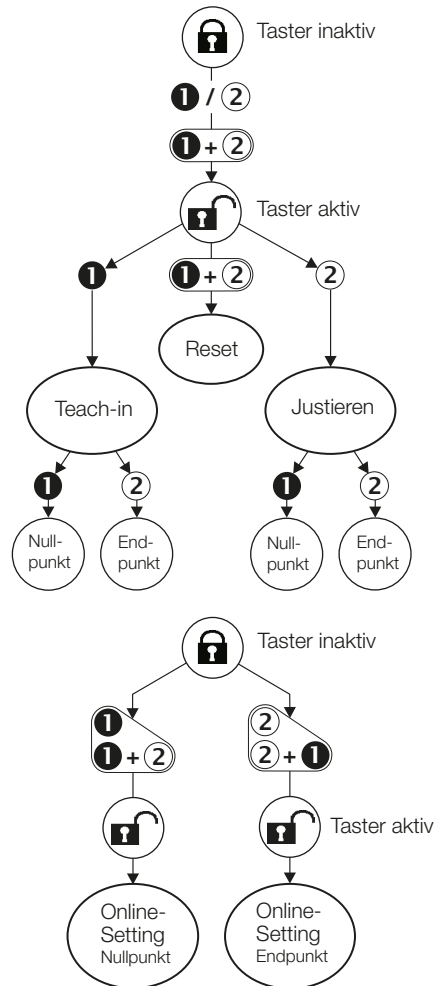 Taster inaktiv
1 / 2
1 + 2
Taster aktiv
1
1 + 2
2
Reset
Teach-in
Justieren
1
2
1
2
Null-
punkt
End-
punkt
Null-
punkt
End-
punkt
Taster inaktiv
1
1 + 2
2
2 + 1
Taster aktiv
Online-
Setting
Nullpunkt
Online-
Setting
Endpunkt